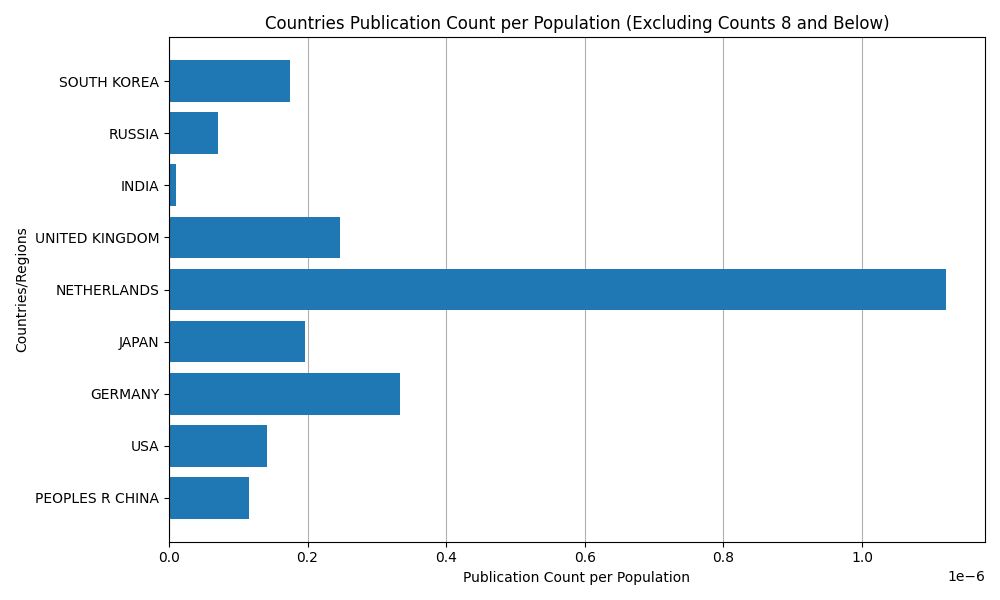 Countries Publication Count per Population (Excluding Counts 8 and Below)
Countries/Regions
SOUTH KOREA
RUSSIA
INDIA
UNITED KINGDOM
NETHERLANDS
JAPAN
GERMANY
USA
PEOPLES R CHINA
0.0 0.2 0.4 0.6 0.8 1.0
1e−6
Publication Count per Population